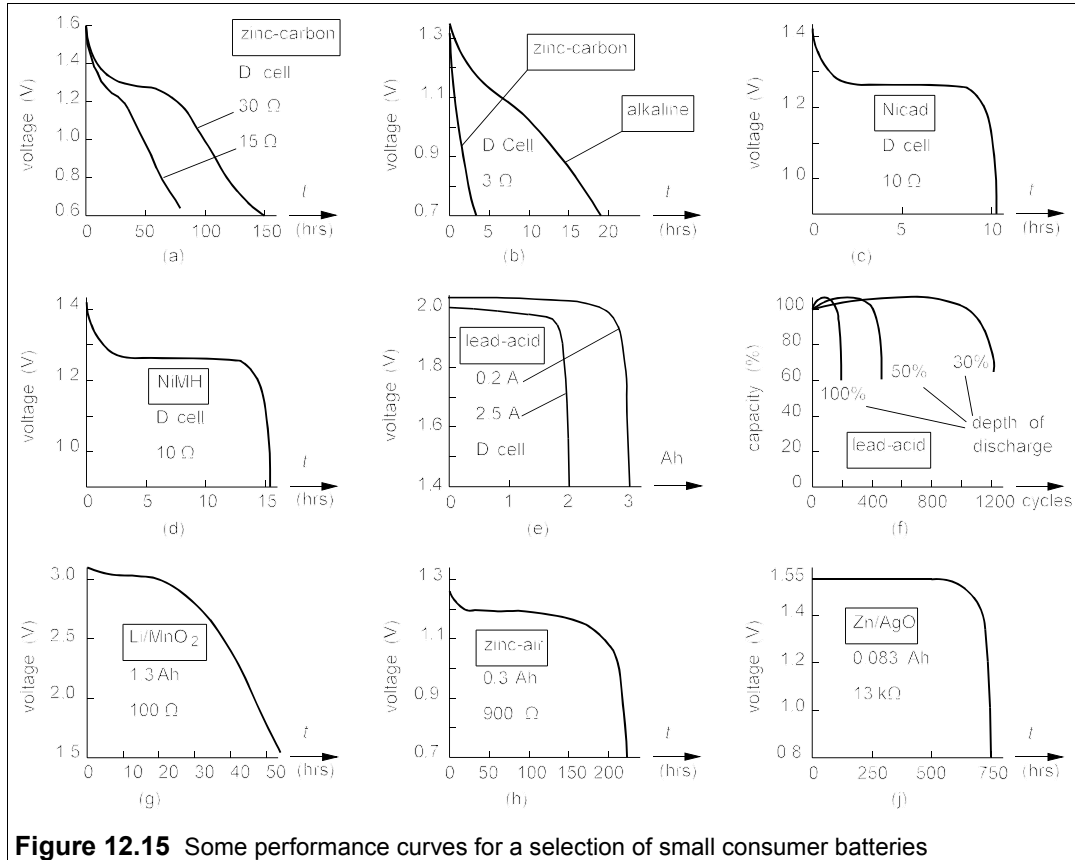 1.6
1.4
1.2
1.0
0.8
0.6
voltage (V)
zinc-carbon
D cell
30 Ω
15 Ω
0
50
100
150
t
(hrs)
(a)
1.3
1.1
0.9
0.7
voltage (V)
zinc-carbon
alkaline
D Cell
3 Ω
0
5
10
15
20
t
(hrs)
(b)
1.4
1.2
1.0
voltage (V)
Nicad
D cell
10 Ω
0
5
10
t
(hrs)
(c)
1.4
1.2
1.0
voltage (V)
NiMH
D cell
10 Ω
0
5
10
15
t
(hrs)
(d)
2.0
1.8
1.6
1.4
voltage (V)
lead-acid
0.2 A
2.5 A
D cell
0
1
2
3
Ah
(e)
100
80
60
40
20
0
capacity (%)
100%
50%
30%
depth of
discharge
lead-acid
0
400
800
1200
cycles
(f)
3.0
2.5
2.0
1.5
voltage (V)
Li/MnO2
1.3 Ah
100 Ω
0
10
20
30
40
50
t
(hrs)
(g)
1.3
1.2
0.9
0.7
voltage (V)
zinc-air
0.3 Ah
900 Ω
0
50
100
150
200
t
(hrs)
(h)
1.55
1.4
1.2
1.0
0.8
voltage (V)
Zn/AgO
0.083 Ah
13 kΩ
0
250
500
750
t
(hrs)
(j)
Figure 12.15 Some performance curves for a selection of small consumer batteries